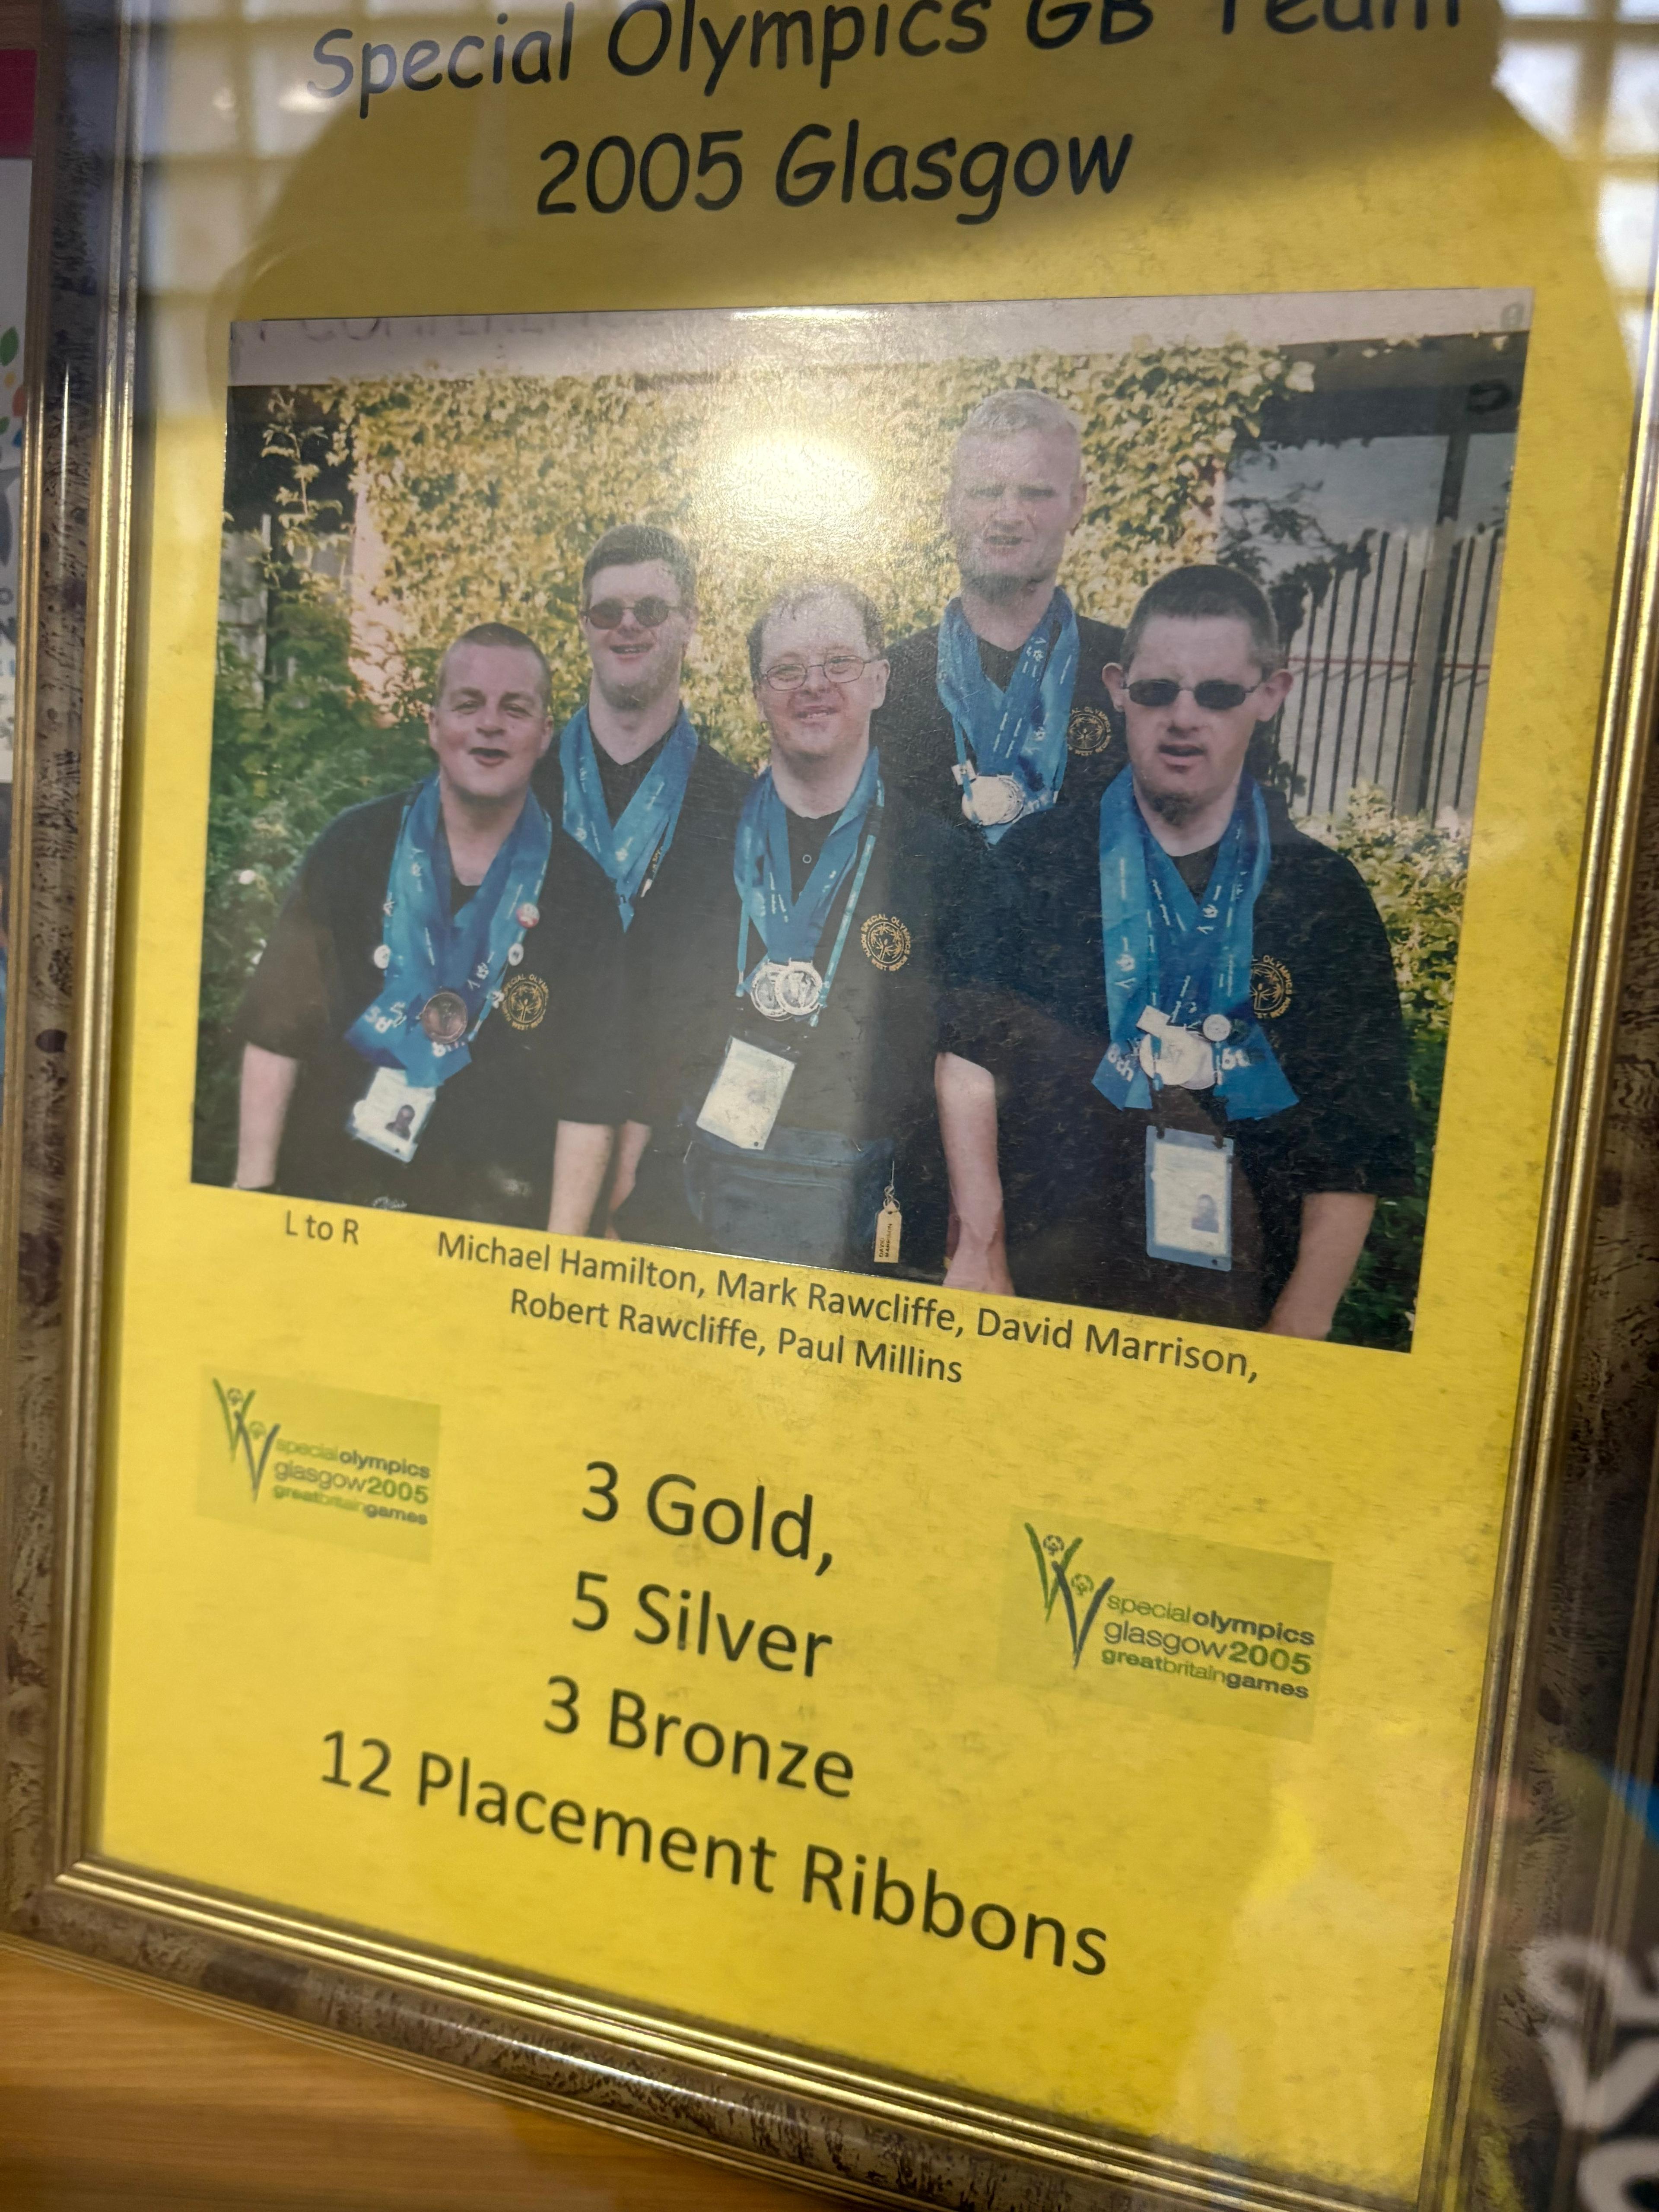 Special Olympics GB Team
2005 Glasgow
L to R Michael Hamilton, Mark Rawcliffe, David Marrison,
Robert Rawcliffe, Paul Millins
specialolympics
glasgow2005
greatbritaingames
3 Gold,
5 Silver
3 Bronze
12 Placement Ribbons
specialolympics
glasgow2005
greatbritaingames